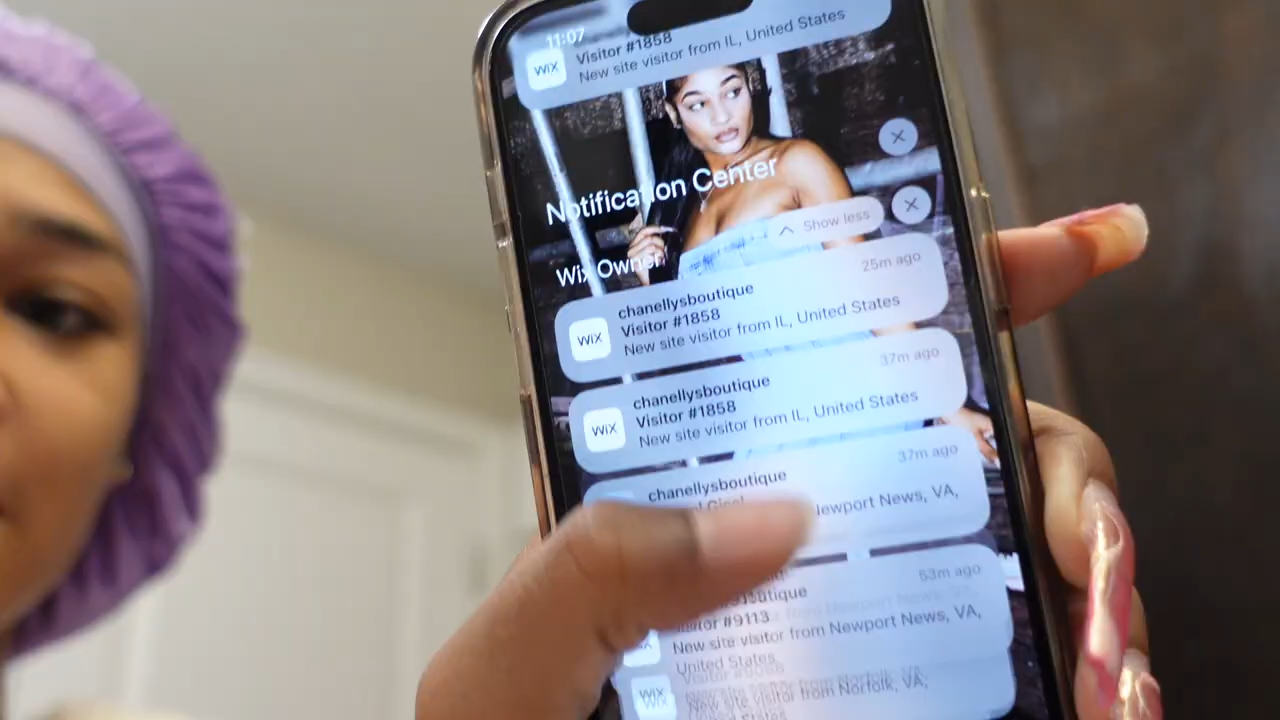 11:07
WIX
Visitor #1858
New site visitor from IL, United States
Notification Center
Show less
Wix Owner
25m ago
chanellysboutique
WIX
Visitor #1858
New site visitor from IL, United States
37m ago
chanellysboutique
WIX
Visitor #1858
New site visitor from IL, United States
37m ago
chanellysboutique
Newport News, VA,
53m ago
#9113
New site visitor from Newport News, VA,
United States
WIX
New site visitor from Norfolk, VA,
United States